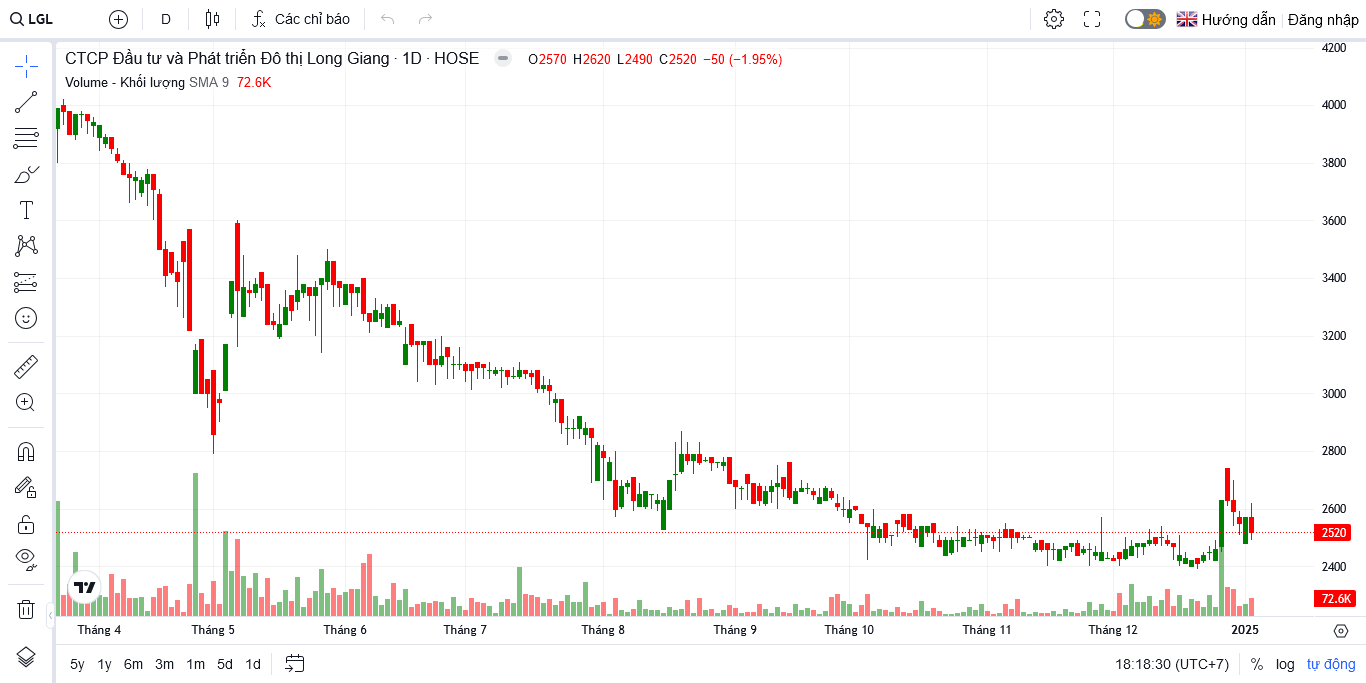 LGL D Các chỉ báo Hướng dẫn Đăng nhập
CTCP Đầu tư và Phát triển Đô thị Long Giang · 1D · HOSE O2570 H2620 L2490 C2520 −50 (−1.95%)
Volume - Khối lượng SMA 9 72.6K
4200
4000
3800
3600
3400
3200
3000
2800
2600
2520
2400
72.6K
Tháng 4 Tháng 5 Tháng 6 Tháng 7 Tháng 8 Tháng 9 Tháng 10 Tháng 11 Tháng 12 2025
5y 1y 6m 3m 1m 5d 1d 18:18:30 (UTC+7) % log tự động